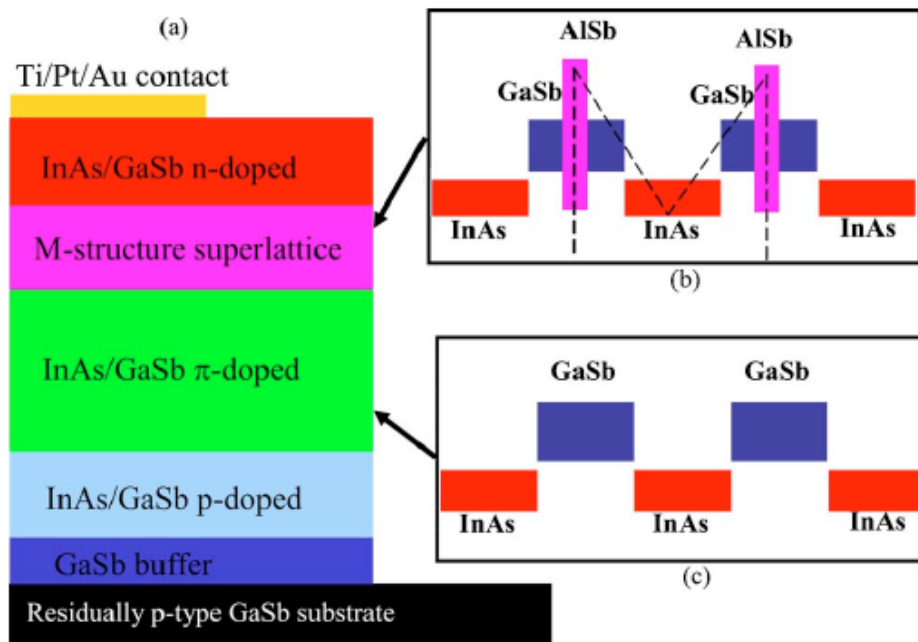 (a)
Ti/Pt/Au contact
InAs/GaSb n-doped
M-structure superlattice
InAs/GaSb π-doped
InAs/GaSb p-doped
GaSb buffer
Residually p-type GaSb substrate
AlSb
AlSb
GaSb
GaSb
InAs
InAs
InAs
(b)
GaSb
GaSb
InAs
InAs
InAs
(c)